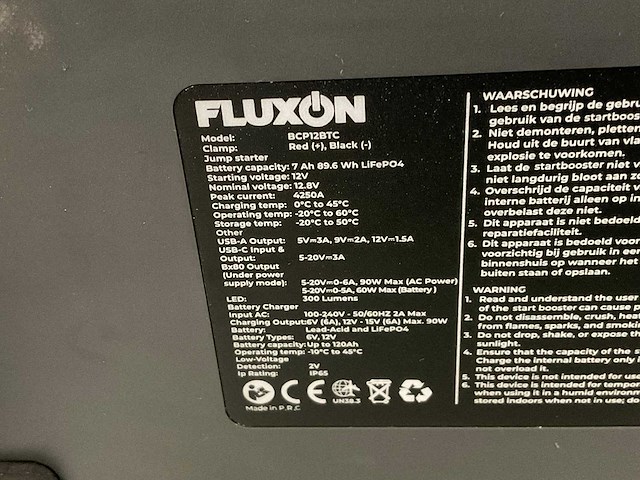 FLUXON
Model: BCP12BTC
Clamp: Red (+), Black (-)
Jump starter
Battery capacity: 7 Ah 89.6 Wh LiFePO4
Starting voltage: 12V
Nominal voltage: 12.8V
Peak current: 4250A
Charging temp: 0°C to 45°C
Operating temp: -20°C to 60°C
Storage temp: -20°C to 50°C
Other
USB-A Output: 5V⎓3A, 9V⎓2A, 12V⎓1.5A
USB-C Input &
Output: 5-20V⎓3A
Bx80 Output
(Under power
supply mode): 5-20V⎓0-6A, 90W Max (AC Power)
5-20V⎓0-5A, 60W Max (Battery)
LED: 300 Lumens
Battery Charger
Input AC: 100-240V - 50/60HZ 2A Max
Charging Output: 6V (6A), 12V - 15V (6A) Max. 90W
Battery: Lead-Acid and LiFePO4
Battery Types: 6V, 12V
Battery capacity: Up to 120Ah
Operating temp: -10°C to 45°C
Low-Voltage
Detection: 2V
Ip Rating: IP65
CE
UN38.3
Made in P.R.C
WAARSCHUWING
1. Lees en begrijp de
gebruik van de
2. Niet demonteren,
Houd uit de buurt van
explosie te voorkomen.
3. Laat de startbooster niet
niet langdurig bloot aan
4. Overschrijd de capaciteit
interne batterij alleen op
overbelast deze niet.
5. Dit apparaat is niet bedoeld
reparatiefaciliteit.
6. Dit apparaat is bedoeld voor
voorzichtig bij gebruik in een
binnenshuis op wanneer het
buiten staan of opslaan.
WARNING
1. Read and understand the user
of the start booster can cause
2. Do not disassemble, crush, heat
from flames, sparks, and
3. Do not drop, shake, or expose
sunlight.
4. Ensure that the capacity of the
Charge the internal battery only
not overload it.
5. This device is not intended to
6. This device is intended for
when using it in a humid
stored indoors when not in use; do